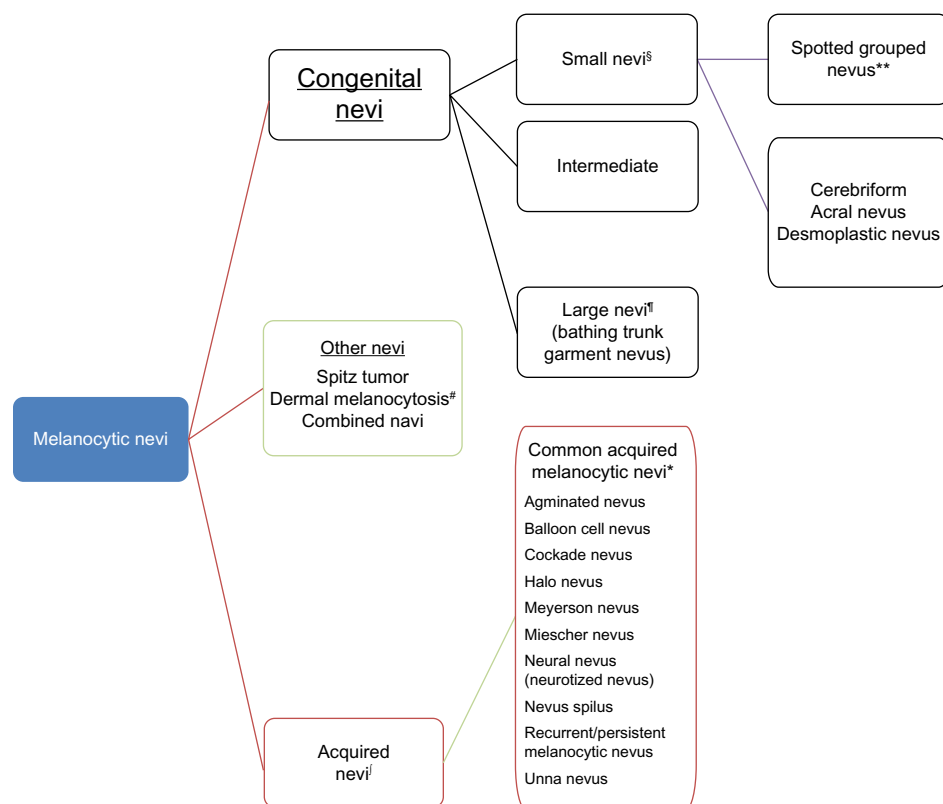 Melanocytic nevi
Congenital
nevi
Small nevi§
Intermediate
Large nevi¶
(bathing trunk
garment nevus)
Spotted grouped
nevus**
Cerebriform
Acral nevus
Desmoplastic nevus
Other nevi
Spitz tumor
Dermal melanocytosis#
Combined navi
Acquired
nevi∫
Common acquired
melanocytic nevi*
Agminated nevus
Balloon cell nevus
Cockade nevus
Halo nevus
Meyerson nevus
Miescher nevus
Neural nevus
(neurotized nevus)
Nevus spilus
Recurrent/persistent
melanocytic nevus
Unna nevus